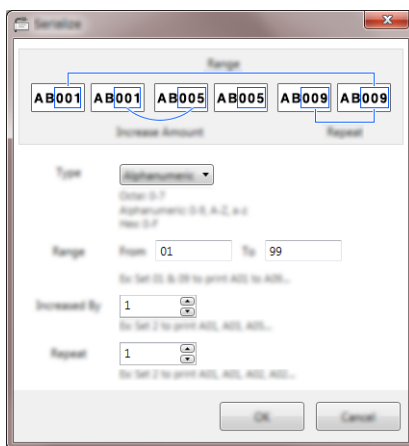 Serialize
Range
AB001 AB001 AB005 AB005 AB009 AB009
Increase Amount Repeat
Type Alphanumeric
Octal: 0-7
Alphanumeric: 0-9, A-Z, a-z
Hex: 0-F
Range From 01 To 99
Ex: Set 01 & 09 to print A01 to A09...
Increased By 1
Ex: Set 2 to print A01, A03, A05...
Repeat 1
Ex: Set 2 to print A01, A01, A02, A02...
OK Cancel